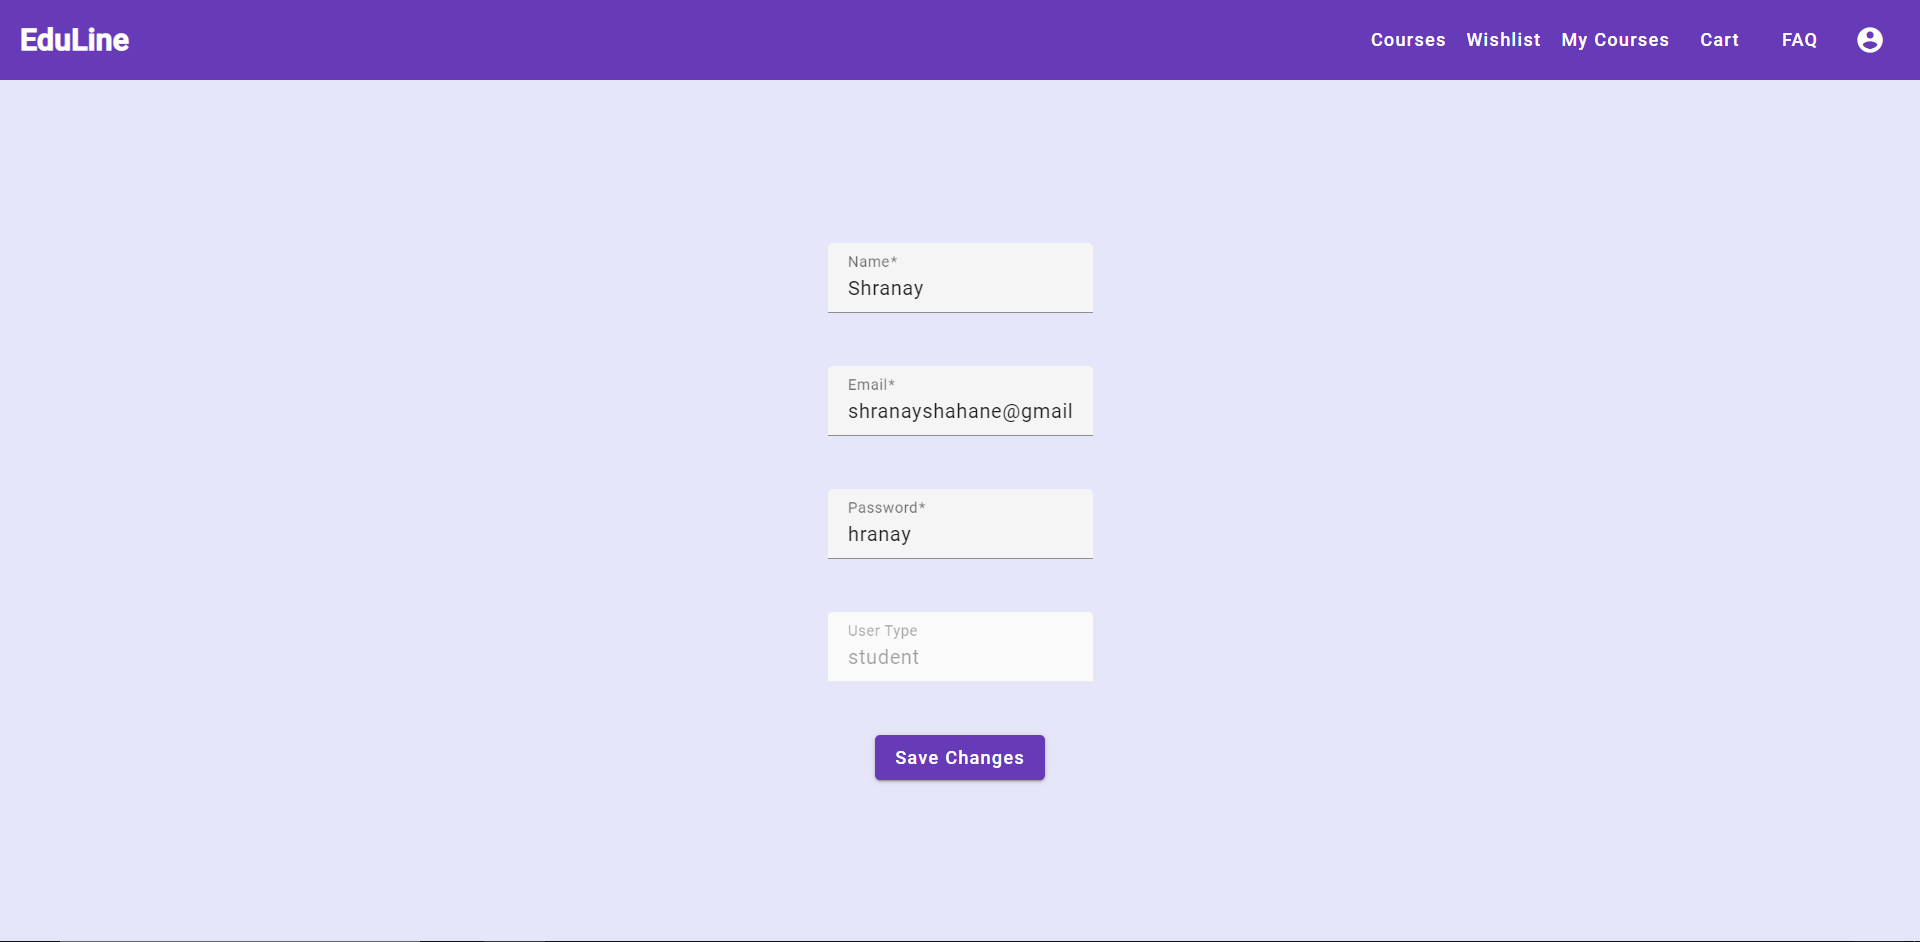 EduLine
Courses Wishlist My Courses Cart FAQ
Name*
Shranay
Email*
shranayshahane@gmail
Password*
hranay
User Type
student
Save Changes